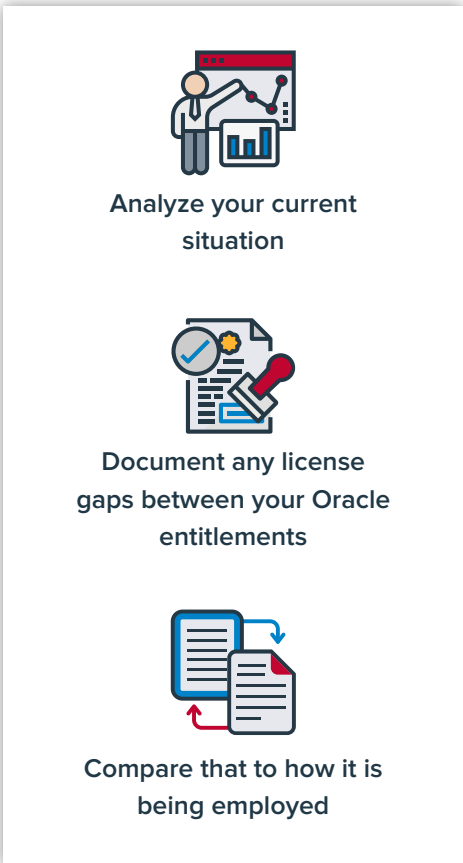 Analyze your current
situation
Document any license
gaps between your Oracle
entitlements
Compare that to how it is
being employed